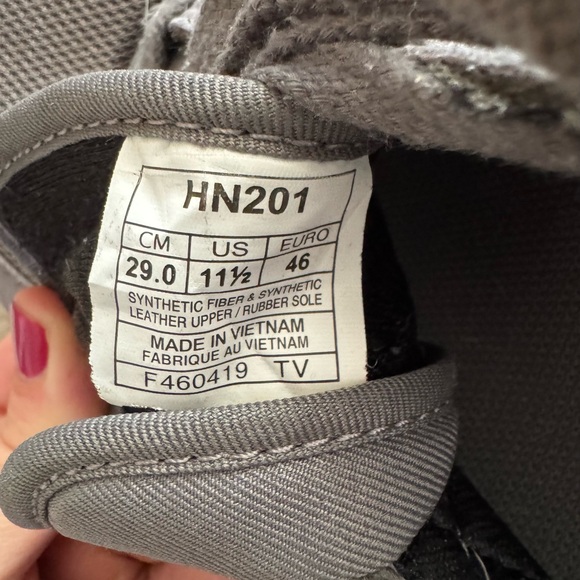 HN201
CM US EURO
29.0 11½ 46
SYNTHETIC FIBER & SYNTHETIC
LEATHER UPPER / RUBBER SOLE
MADE IN VIETNAM
FABRIQUE AU VIETNAM
F460419 TV